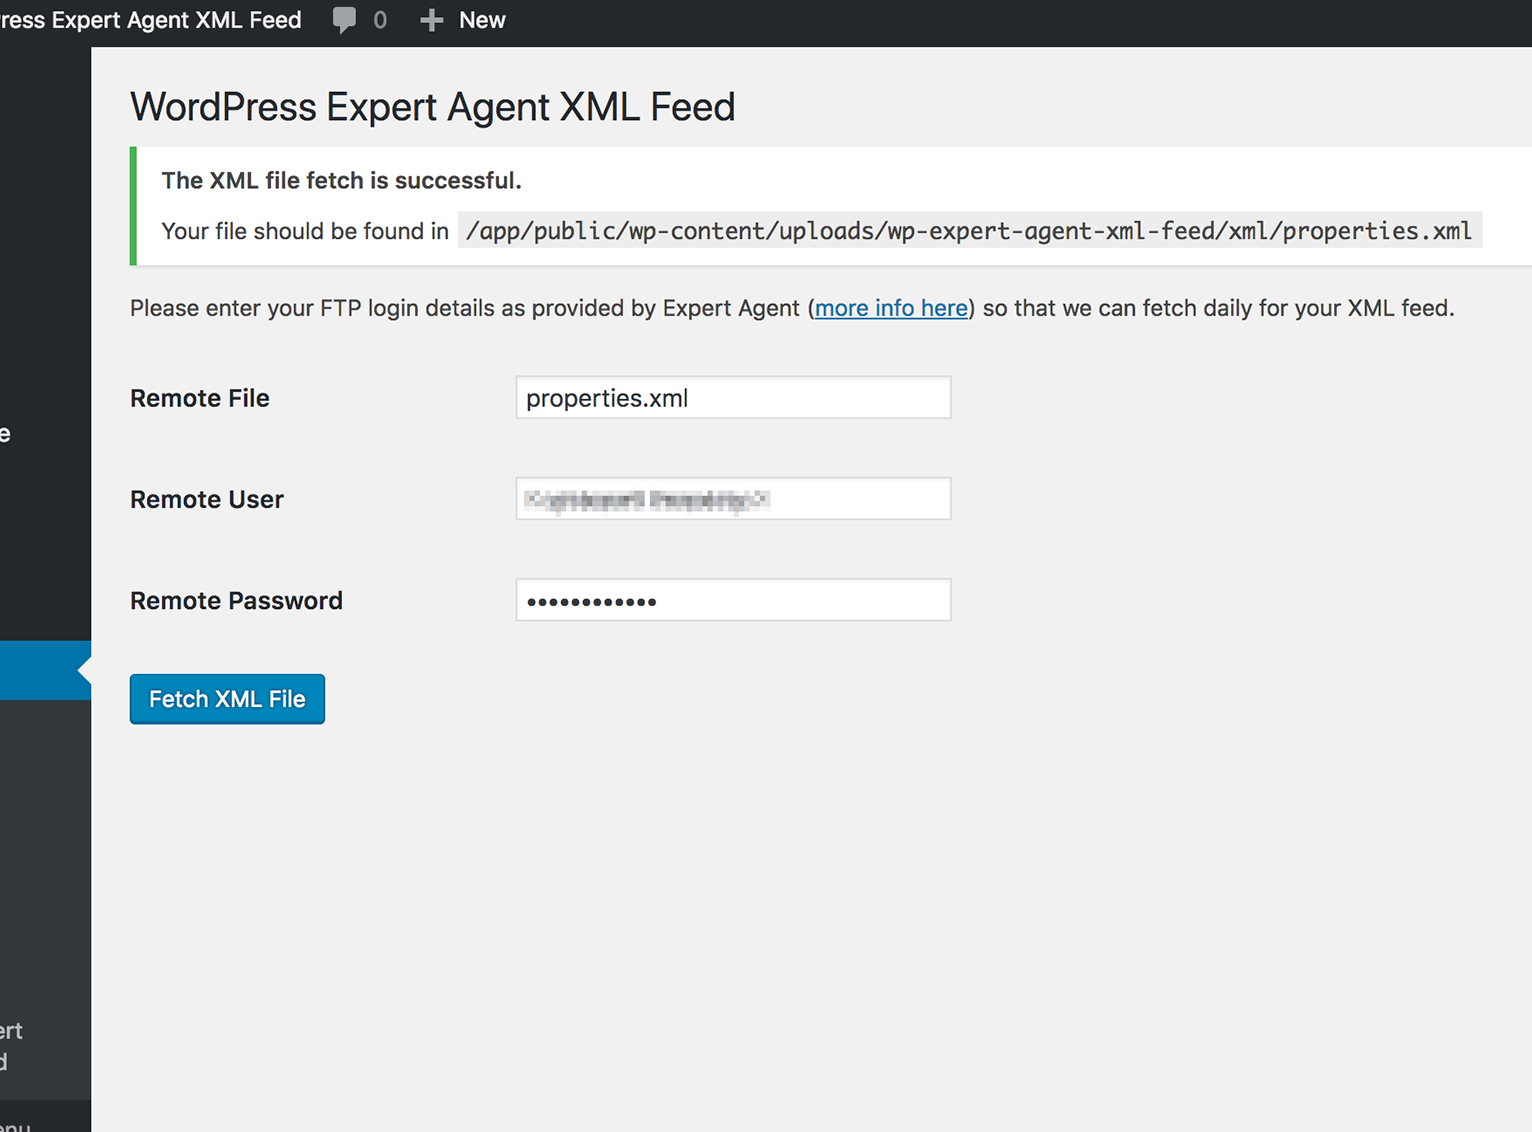 ress Expert Agent XML Feed 0 New
WordPress Expert Agent XML Feed
The XML file fetch is successful.
Your file should be found in /app/public/wp-content/uploads/wp-expert-agent-xml-feed/xml/properties.xml
Please enter your FTP login details as provided by Expert Agent (more info here) so that we can fetch daily for your XML feed.
Remote File properties.xml
e
Remote User
Remote Password ••••••••••••
Fetch XML File
ert
d
enu